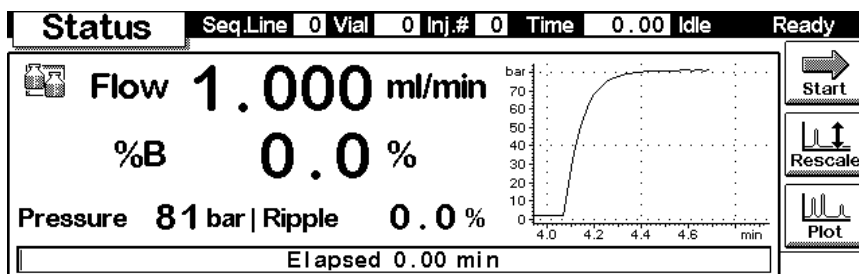 Status Seq.Line 0 Vial 0 Inj.# 0 Time 0.00 Idle Ready
Flow 1.000 ml/min
%B 0.0 %
Pressure 81 bar | Ripple 0.0 %
Elapsed 0.00 min
bar
70
60
50
40
30
20
10
0
4.0 4.2 4.4 4.6 min
Start
Rescale
Plot